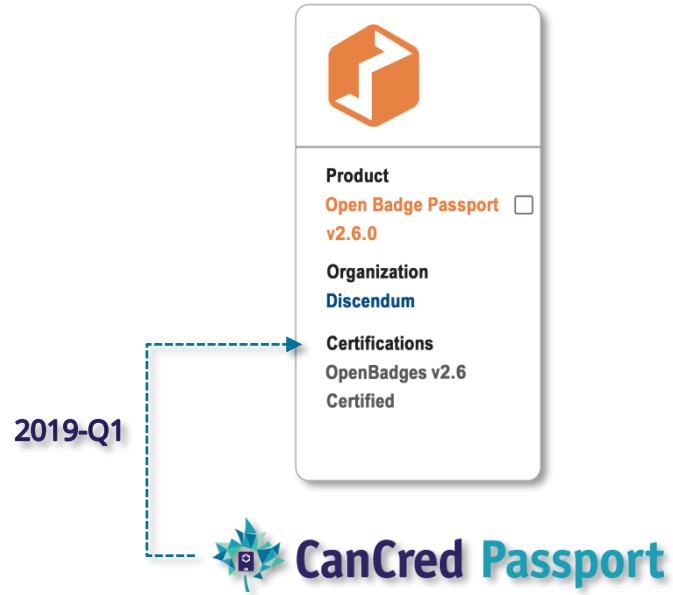 Product
Open Badge Passport
v2.6.0
Organization
Discendum
Certifications
OpenBadges v2.6
Certified
2019-Q1
CanCred Passport